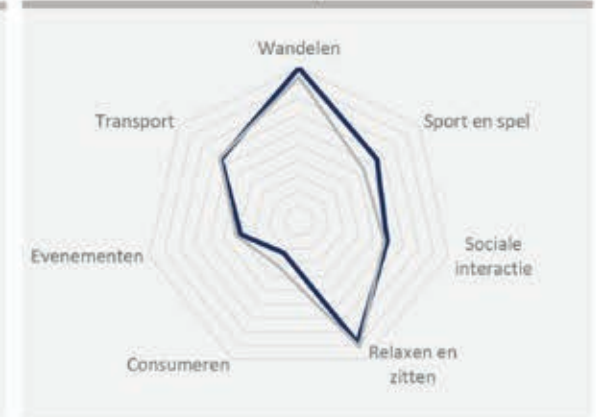 Wandelen
Transport
Sport en spel
Evenementen
Sociale
interactie
Consumeren
Relaxen en
zitten